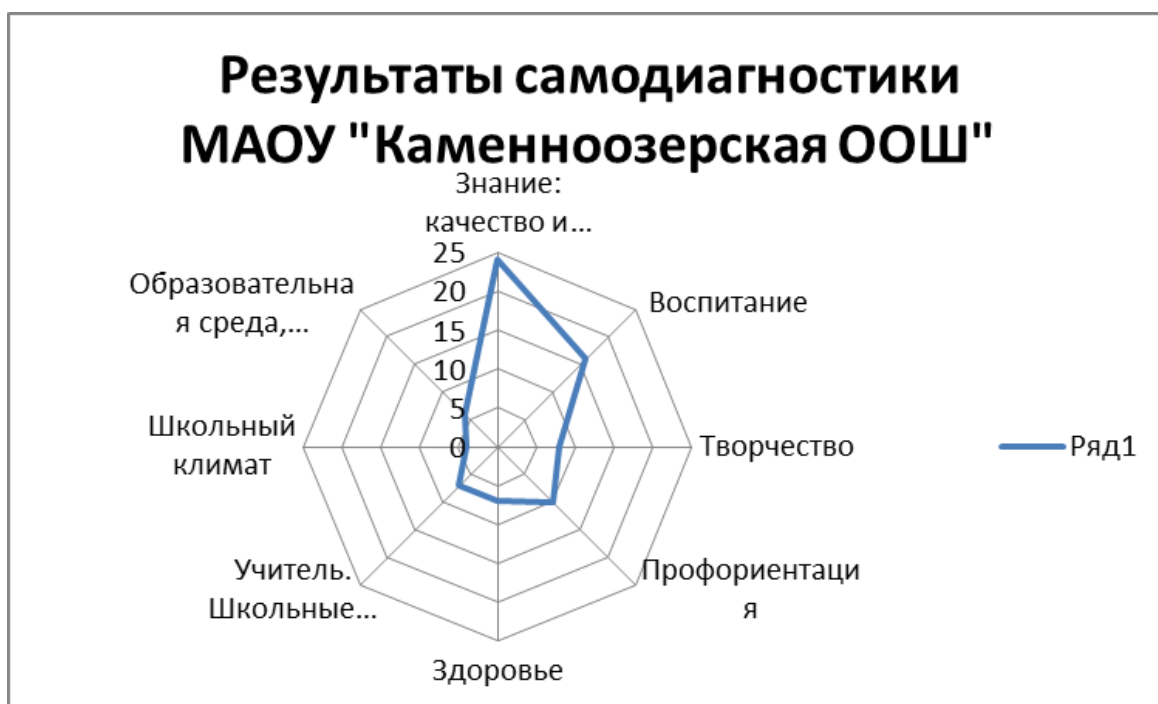 Результаты самодиагностики
МАОУ "Каменноозерская ООШ"
Знание:
качество и...
Воспитание
Творчество
Профориентаци
я
Здоровье
Учитель.
Школьные...
Школьный
климат
Образовательна
я среда,...
25
20
15
10
5
0
Ряд1